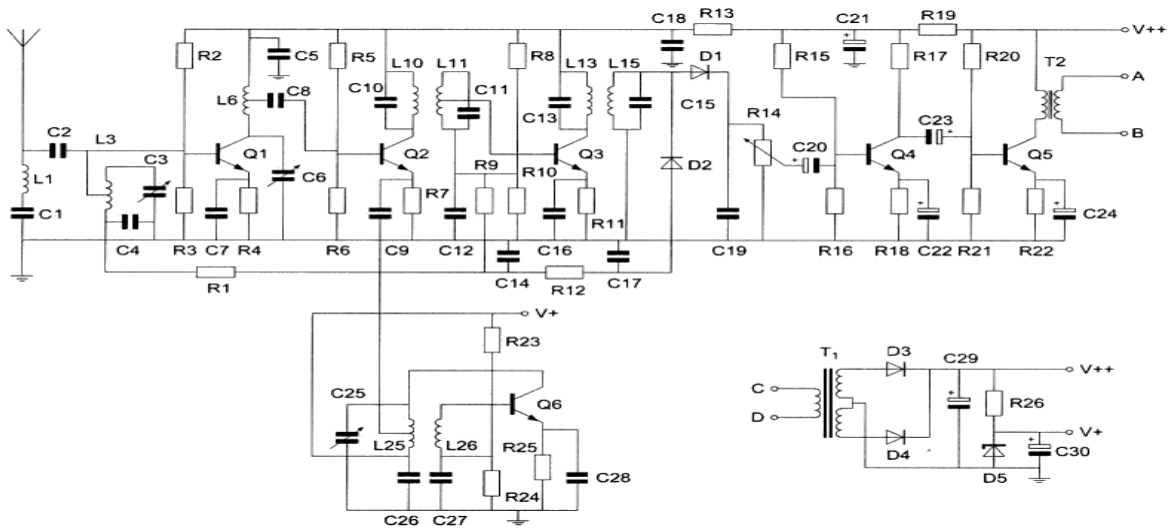 C18 R13 C21 R19 V++
R2 C5 R5 L10 L11 R8 L13 L15 D1 R15 R17 R20 T2
C10 C11 A
L6 C8 C13 C15 R14 C23
C2 L3 B
C3 Q1 Q2 Q3 D2 C20 Q4 Q5
L1 C6 R7 R9 R10
C1 R11 C24
C4 R3 C7 R4 R6 C9 C12 C16 C19 R16 R18 C22 R21 R22
R1 C14 R12 C17
V+
R23 T1 D3 C29
V++
C25 C
Q6 D R26
L25 L26 R25 V+
D4 C30
C28 D5
R24
C26 C27